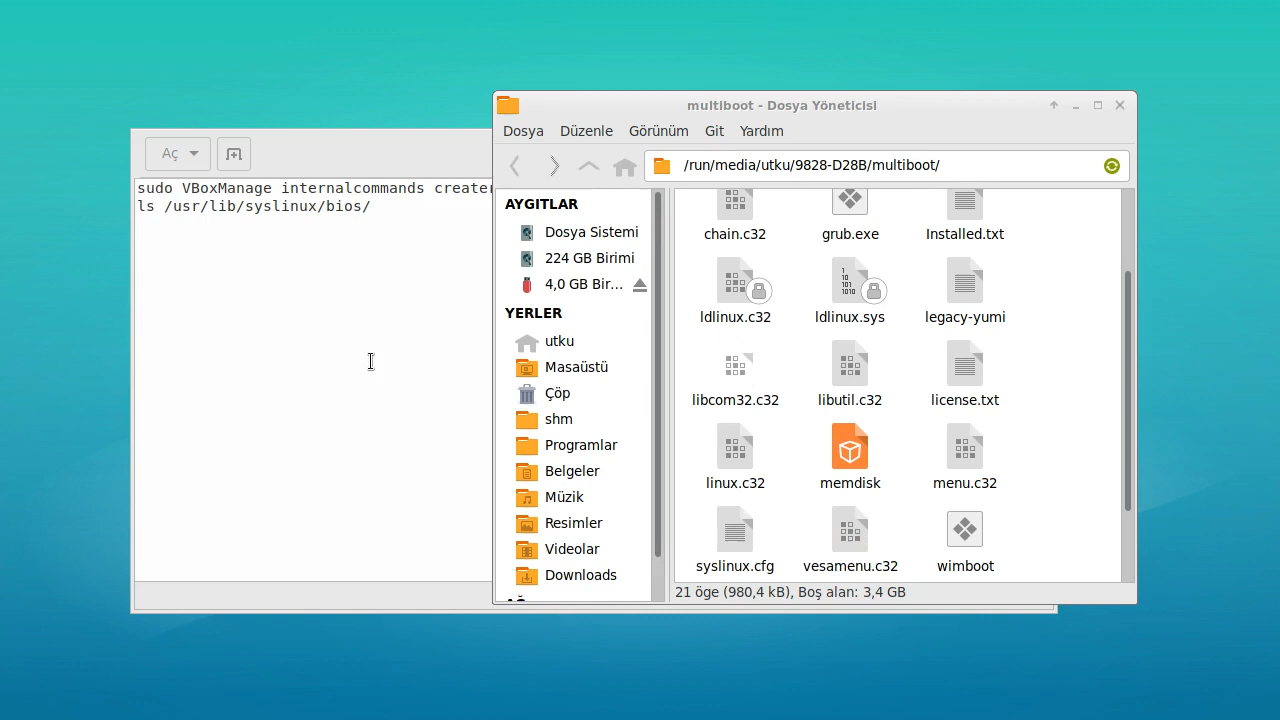 multiboot - Dosya Yöneticisi
Dosya Düzenle Görünüm Git Yardım
/run/media/utku/9828-D28B/multiboot/
Aç
sudo VBoxManage internalcommands creater
ls /usr/lib/syslinux/bios/
AYGITLAR
Dosya Sistemi
224 GB Birimi
4,0 GB Bir...
YERLER
utku
Masaüstü
Çöp
shm
Programlar
Belgeler
Müzik
Resimler
Videolar
Downloads
chain.c32 grub.exe Installed.txt
ldlinux.c32 ldlinux.sys legacy-yumi
libcom32.c32 libutil.c32 license.txt
linux.c32 memdisk menu.c32
syslinux.cfg vesamenu.c32 wimboot
21 öge (980,4 kB), Boş alan: 3,4 GB